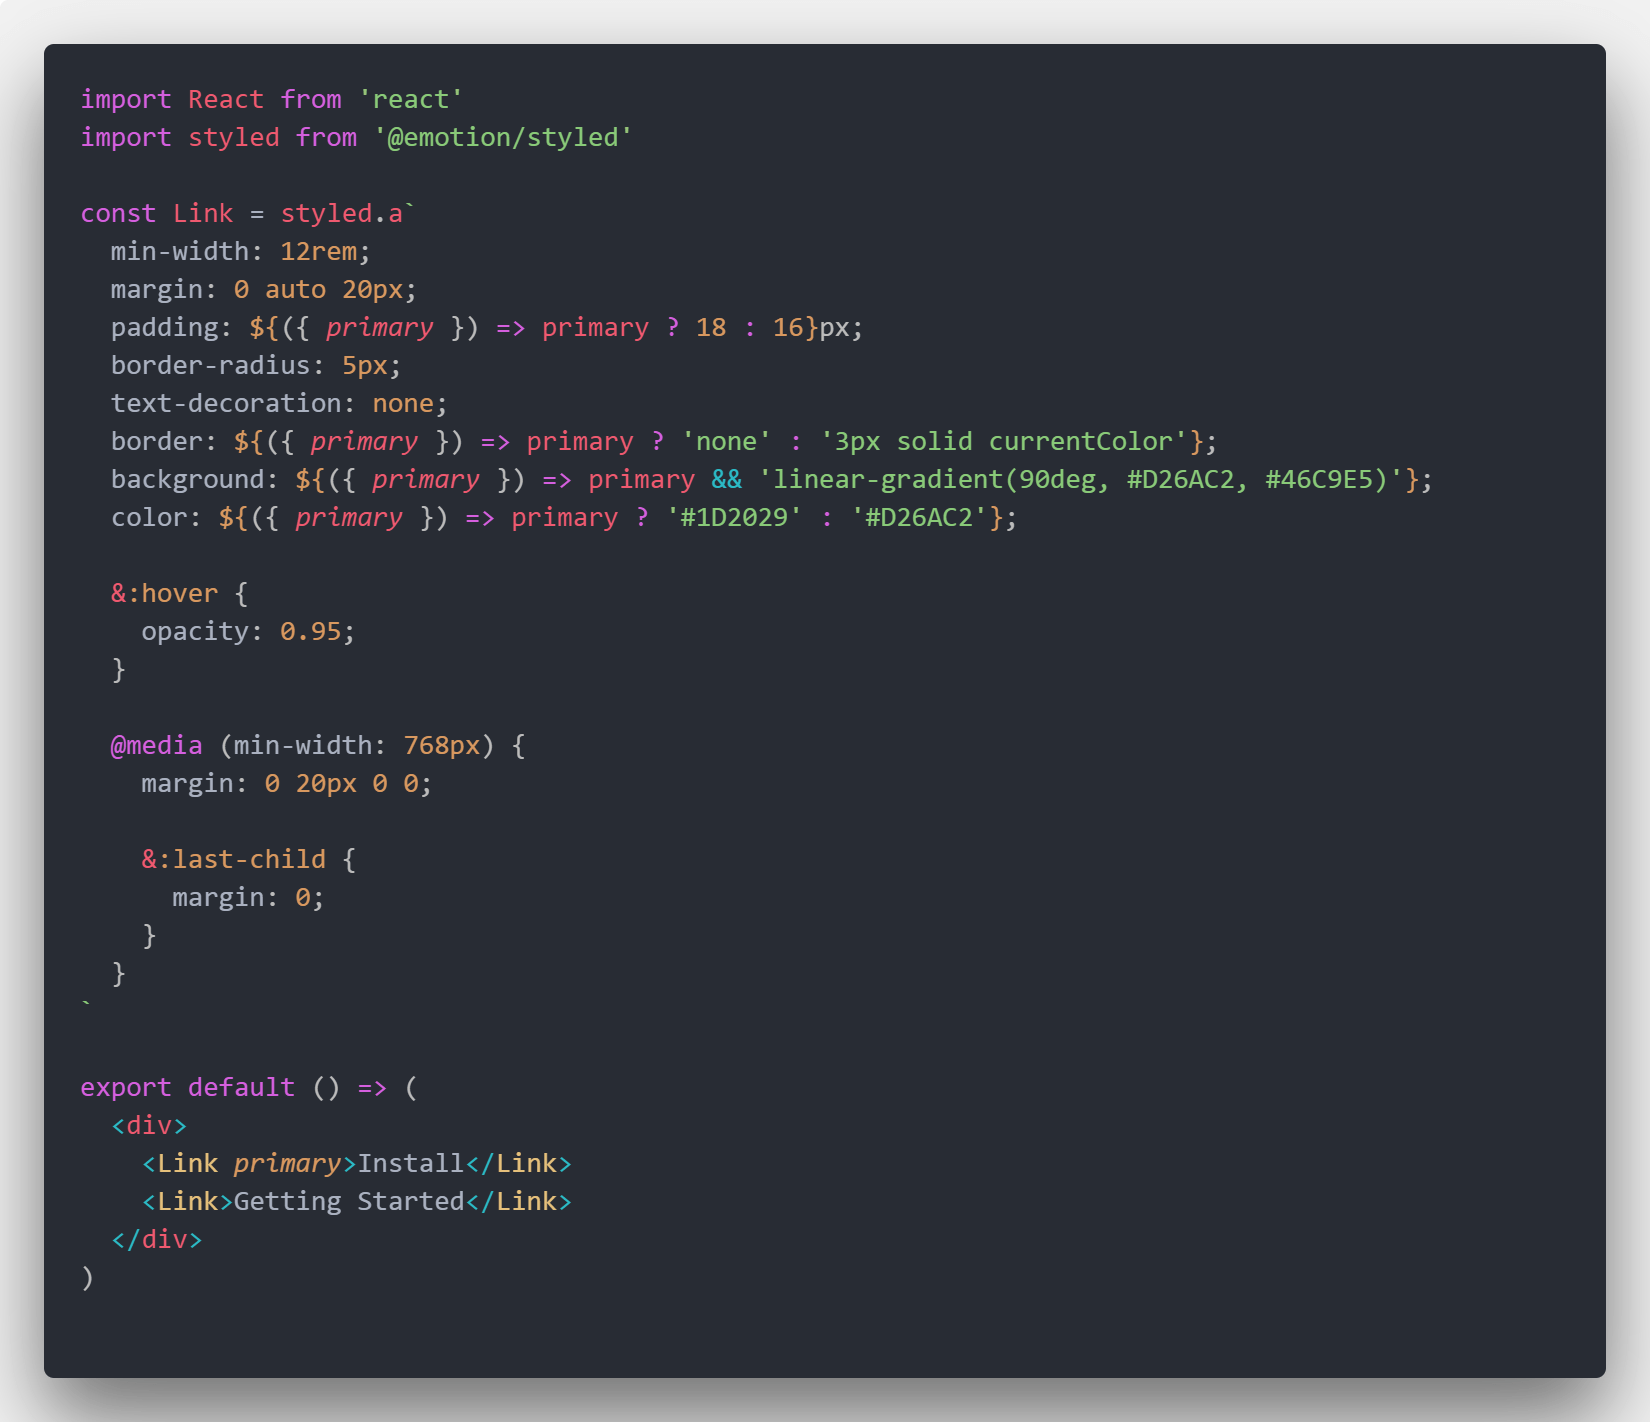 import React from 'react'
import styled from '@emotion/styled'

const Link = styled.a`
  min-width: 12rem;
  margin: 0 auto 20px;
  padding: ${({ primary }) => primary ? 18 : 16}px;
  border-radius: 5px;
  text-decoration: none;
  border: ${({ primary }) => primary ? 'none' : '3px solid currentColor'};
  background: ${({ primary }) => primary && 'linear-gradient(90deg, #D26AC2, #46C9E5)'};
  color: ${({ primary }) => primary ? '#1D2029' : '#D26AC2'};

  &:hover {
    opacity: 0.95;
  }

  @media (min-width: 768px) {
    margin: 0 20px 0 0;

    &:last-child {
      margin: 0;
    }
  }
`

export default () => (
  <div>
    <Link primary>Install</Link>
    <Link>Getting Started</Link>
  </div>
)